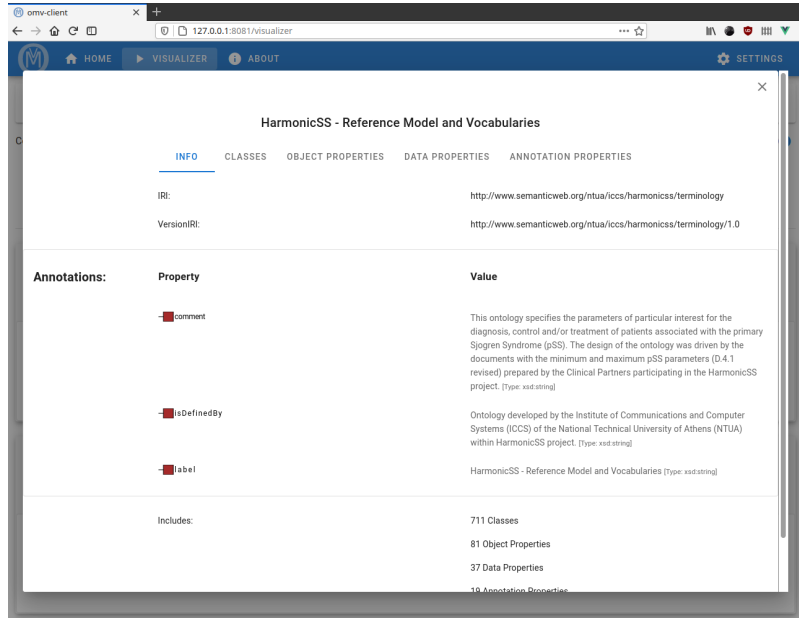 omv-client
127.0.0.1:8081/visualizer
HOME
VISUALIZER
ABOUT
SETTINGS
HarmonicSS - Reference Model and Vocabularies
INFO CLASSES OBJECT PROPERTIES DATA PROPERTIES ANNOTATION PROPERTIES
IRI: http://www.semanticweb.org/ntua/iccs/harmonicss/terminology
VersionIRI: http://www.semanticweb.org/ntua/iccs/harmonicss/terminology/1.0
Annotations: Property Value
comment
This ontology specifies the parameters of particular interest for the
diagnosis, control and/or treatment of patients associated with the primary
Sjogren Syndrome (pSS). The design of the ontology was driven by the
documents with the minimum and maximum pSS parameters (D.4.1
revised) prepared by the Clinical Partners participating in the HarmonicSS
project. [Type: xsd:string]
isDefinedBy
Ontology developed by the Institute of Communications and Computer
Systems (ICCS) of the National Technical University of Athens (NTUA)
within HarmonicSS project. [Type: xsd:string]
label
HarmonicSS - Reference Model and Vocabularies [Type: xsd:string]
Includes: 711 Classes
81 Object Properties
37 Data Properties
19 Annotation Properties